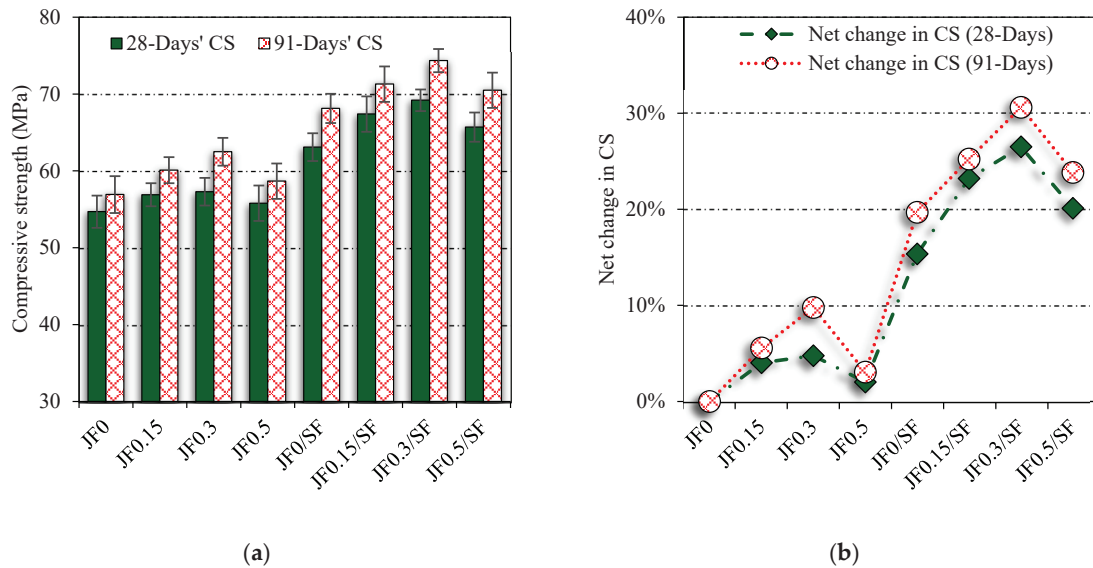 28-Days' CS
91-Days' CS
Compressive strength (MPa)
80
70
60
50
40
30
JF0
JF0.15
JF0.3
JF0.5
JF0/SF
JF0.15/SF
JF0.3/SF
JF0.5/SF
(a)
Net change in CS (28-Days)
Net change in CS (91-Days)
Net change in CS
40%
30%
20%
10%
0%
JF0
JF0.15
JF0.3
JF0.5
JF0/SF
JF0.15/SF
JF0.3/SF
JF0.5/SF
(b)